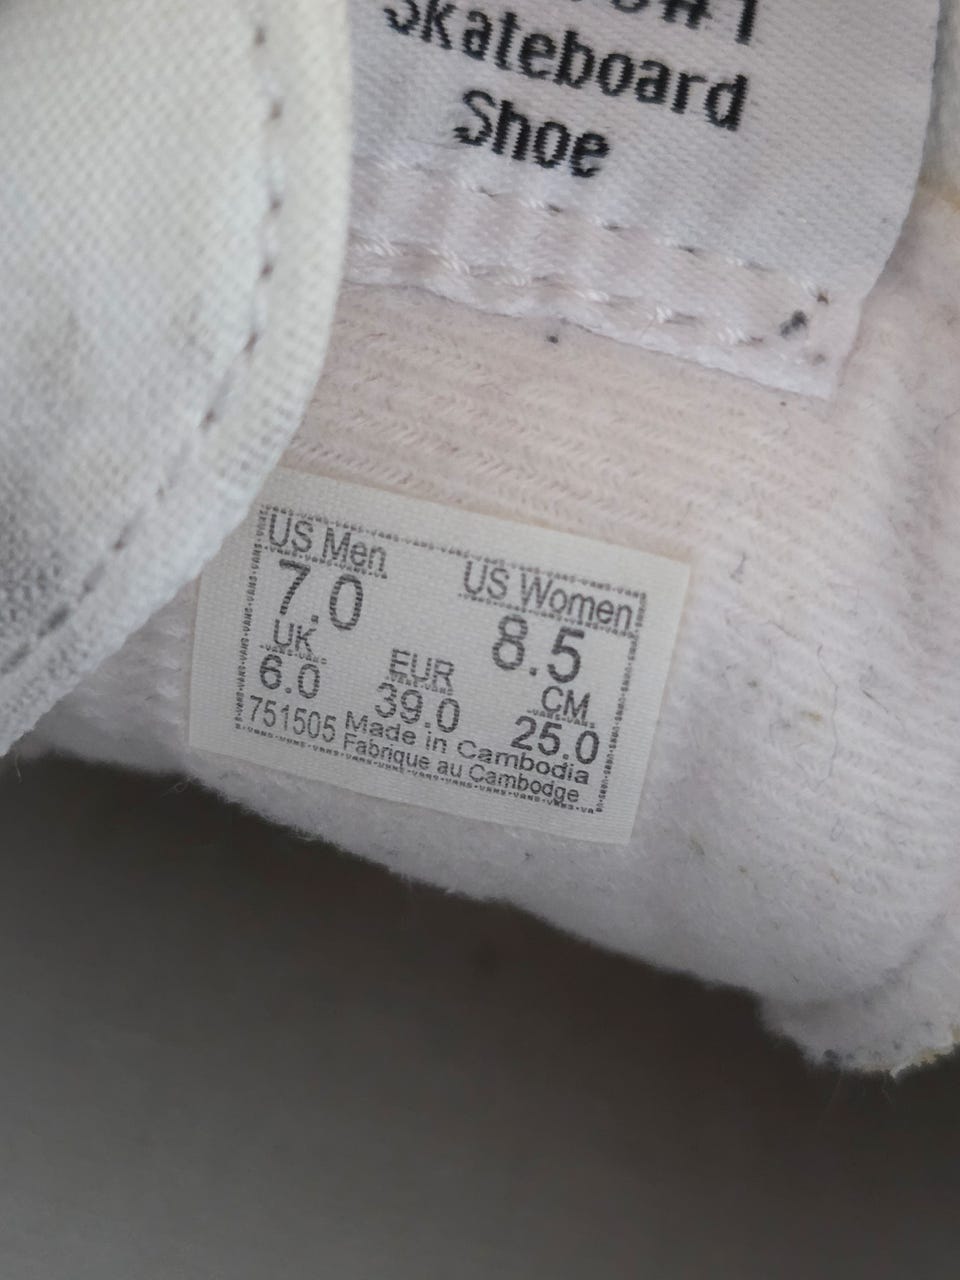 Skateboard
Shoe
US Men
US Women
7.0
8.5
UK
EUR
CM
6.0
39.0
25.0
751505
Made in Cambodia
Fabrique au Cambodge